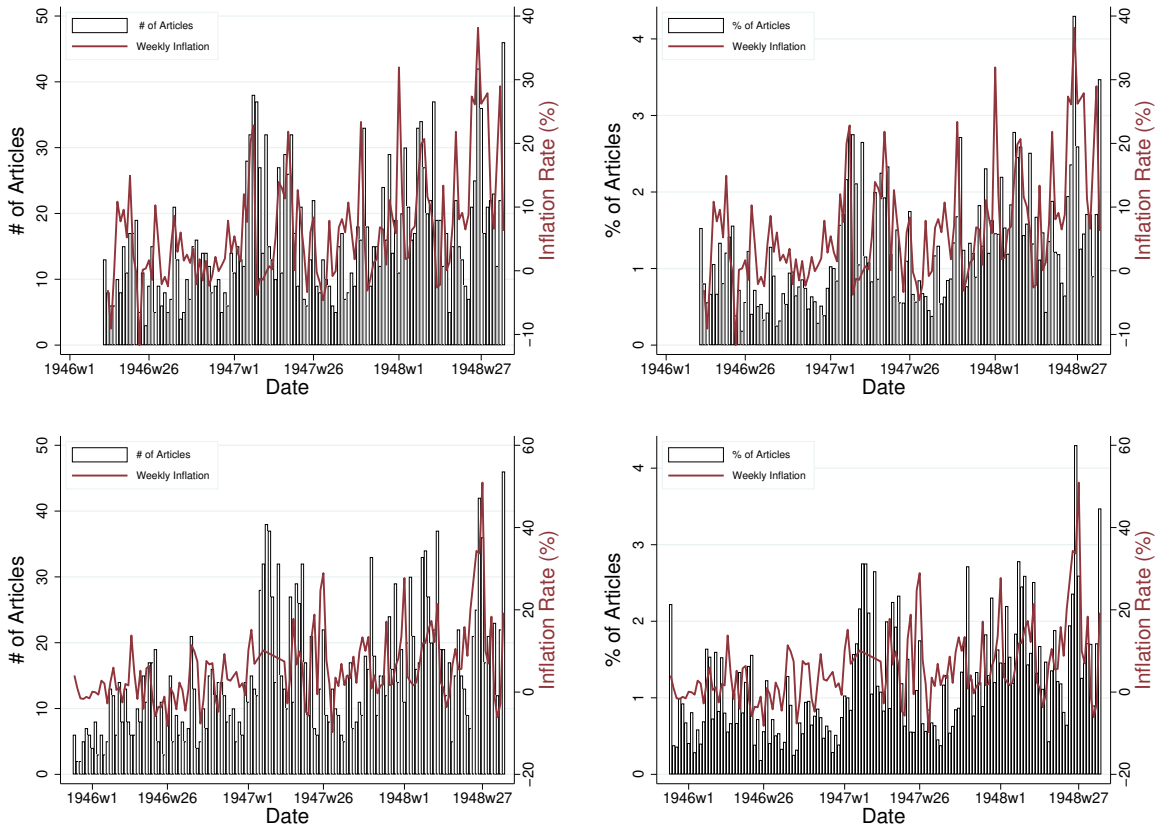 # of Articles
Weekly Inflation
# of Articles
50
40
30
20
10
0
40
30
20
10
0
−10
Inflation Rate (%)
1946w1 1946w26 1947w1 1947w26 1948w1 1948w27
Date
% of Articles
Weekly Inflation
% of Articles
4
3
2
1
0
40
30
20
10
0
−10
Inflation Rate (%)
1946w1 1946w26 1947w1 1947w26 1948w1 1948w27
Date
# of Articles
Weekly Inflation
# of Articles
50
40
30
20
10
0
60
40
20
0
−20
Inflation Rate (%)
1946w1 1946w26 1947w1 1947w26 1948w1 1948w27
Date
% of Articles
Weekly Inflation
% of Articles
4
3
2
1
0
60
40
20
0
−20
Inflation Rate (%)
1946w1 1946w26 1947w1 1947w26 1948w1 1948w27
Date